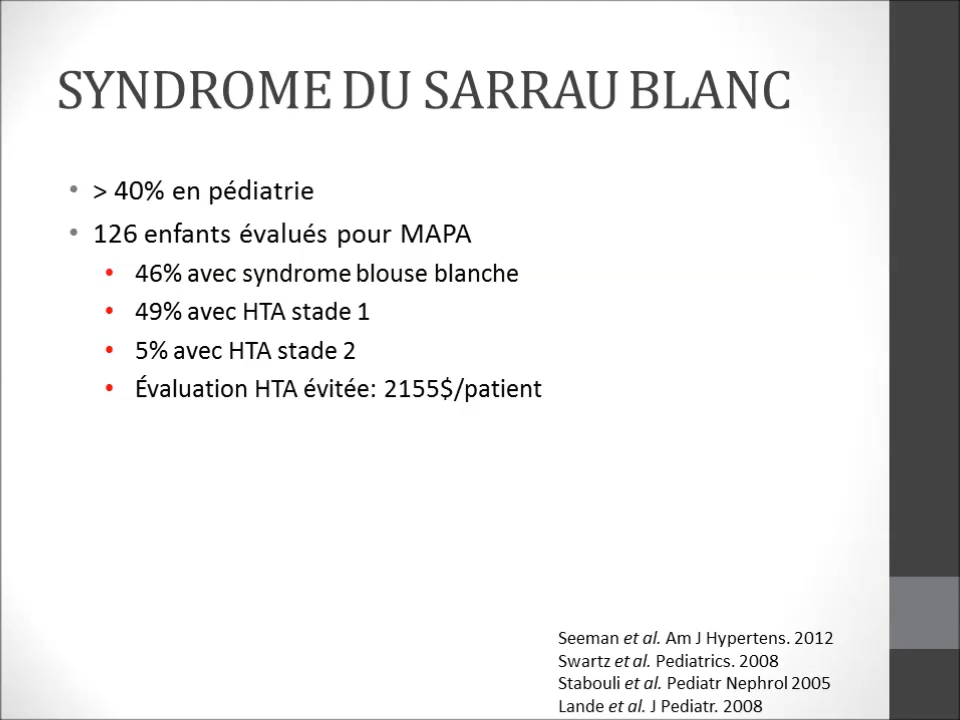 SYNDROME DU SARRAU BLANC
• > 40% en pédiatrie
• 126 enfants évalués pour MAPA
• 46% avec syndrome blouse blanche
• 49% avec HTA stade 1
• 5% avec HTA stade 2
• Évaluation HTA évitée: 2155$/patient
Seeman et al. Am J Hypertens. 2012
Swartz et al. Pediatrics. 2008
Stabouli et al. Pediatr Nephrol 2005
Lande et al. J Pediatr. 2008